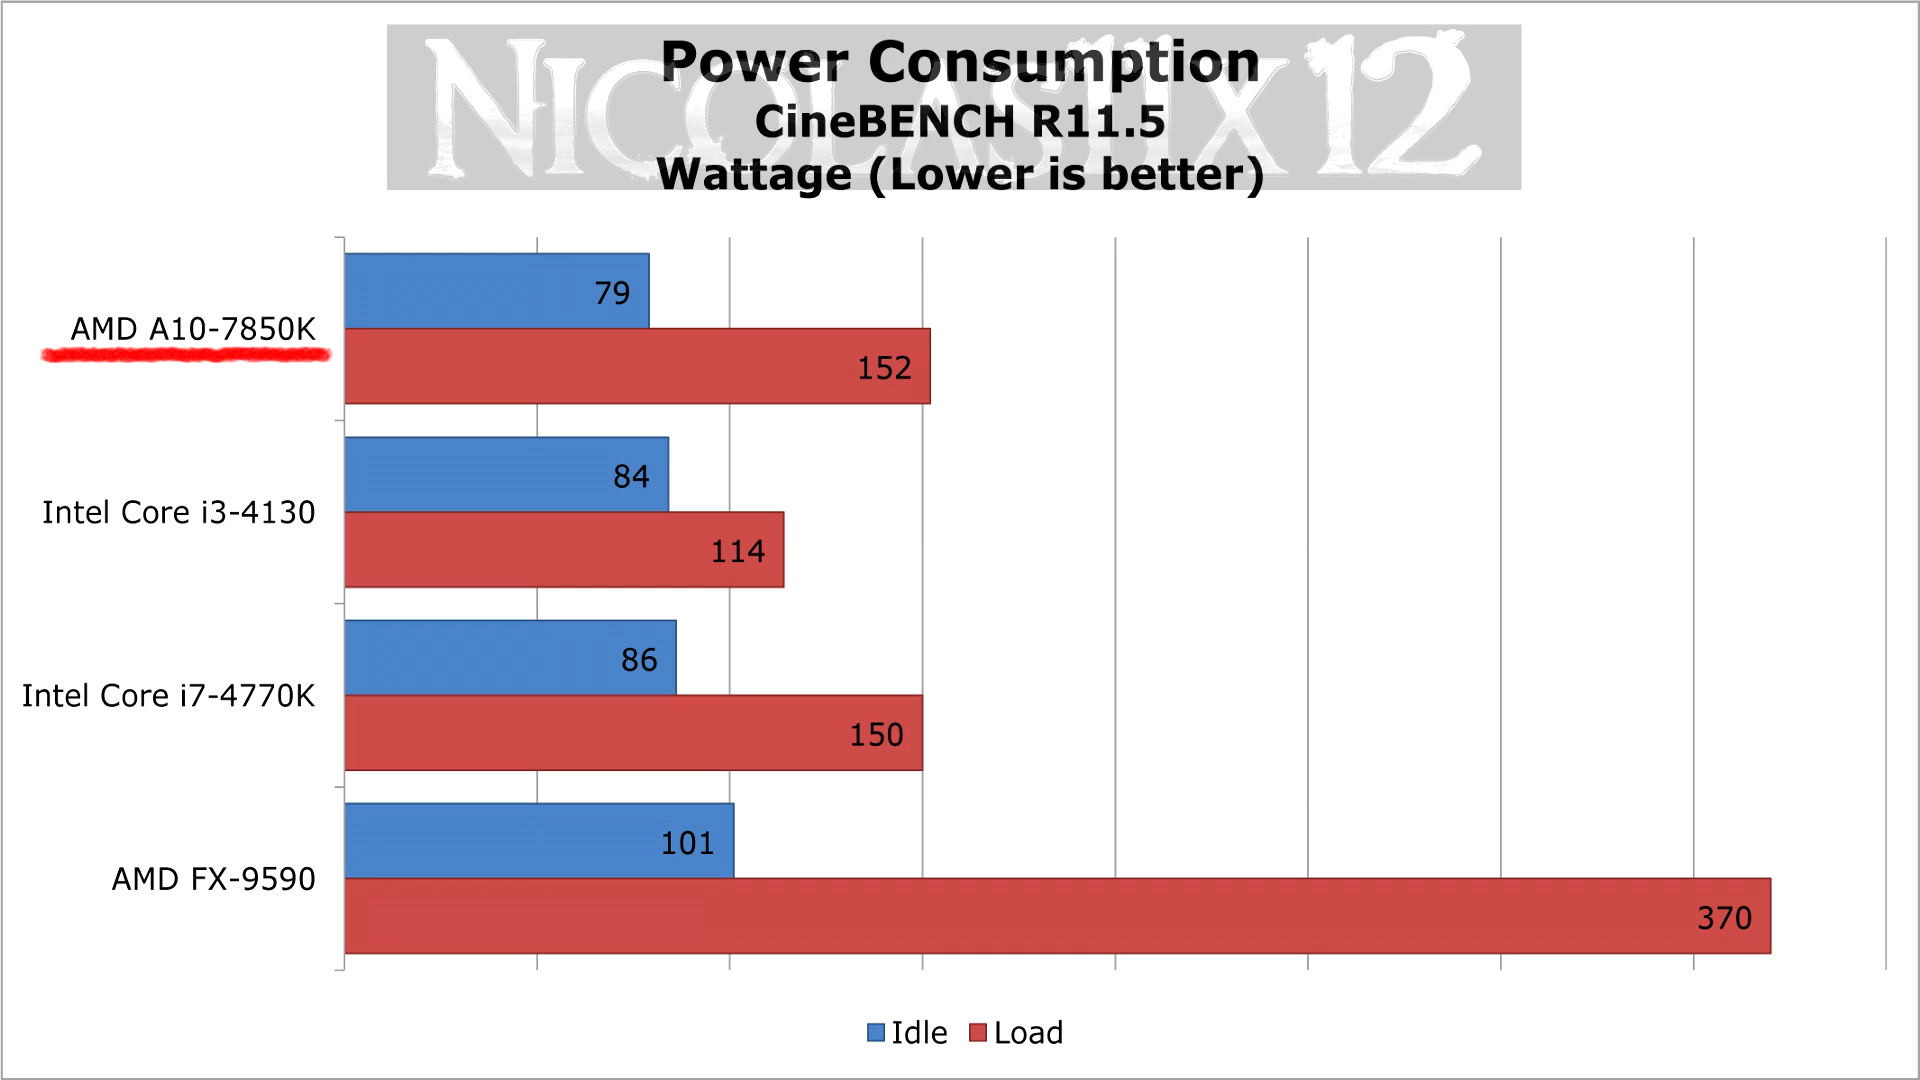 NICOLAS11X12
Power Consumption
CineBENCH R11.5
Wattage (Lower is better)
79
AMD A10-7850K
152
84
Intel Core i3-4130
114
86
Intel Core i7-4770K
150
101
AMD FX-9590
370
Idle
Load